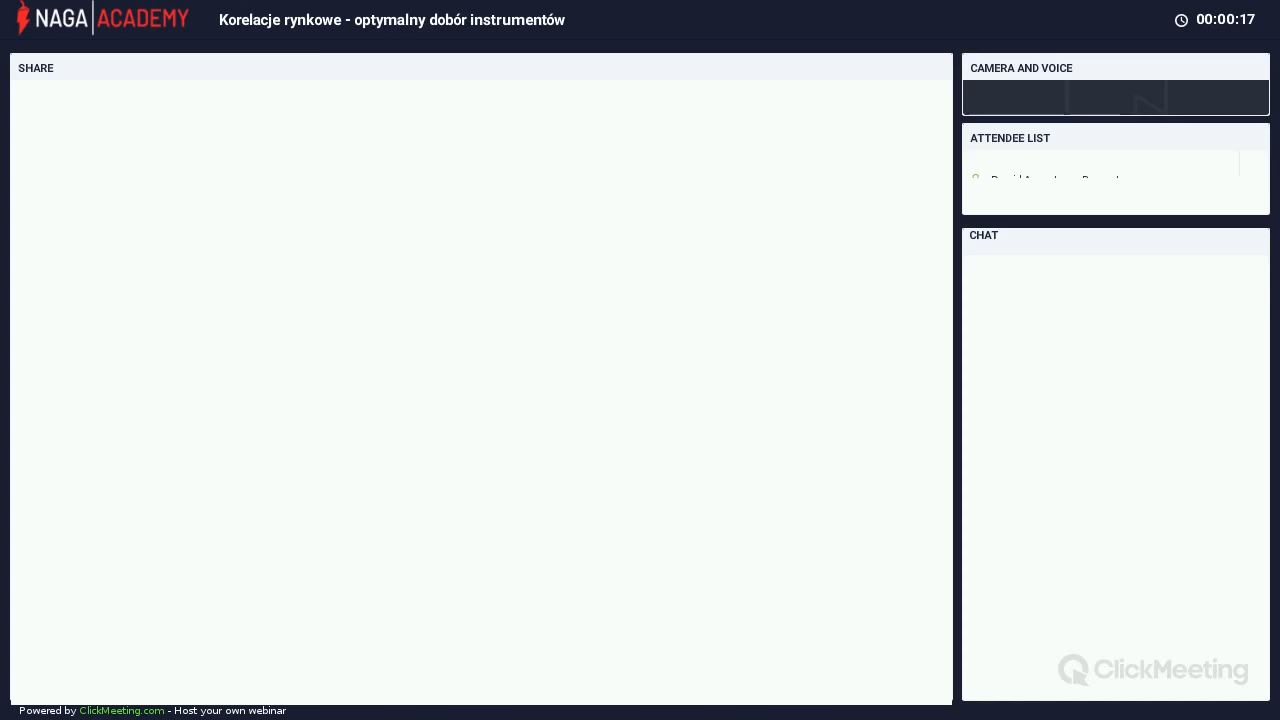 NAGA|ACADEMY
Korelacje rynkowe - optymalny dobór instrumentów
00:00:17
SHARE
CAMERA AND VOICE
ATTENDEE LIST
CHAT
ClickMeeting
Powered by ClickMeeting.com - Host your own webinar